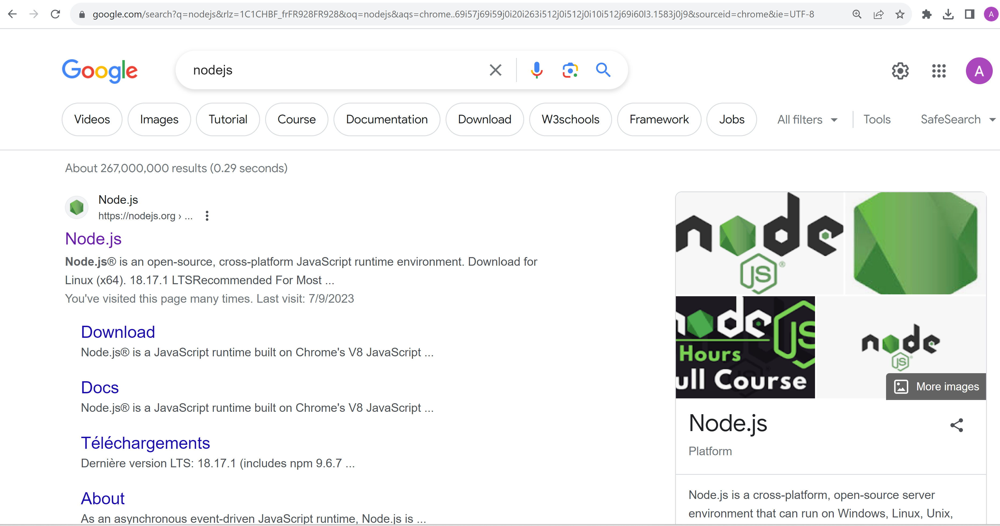 google.com/search?q=nodejs&rlz=1C1CHBF_frFR928FR928&oq=nodejs&aqs=chrome..69i57j69i59j0i20i263i512j0i512j0i10i512j69i60l3.1583j0j9&sourceid=chrome&ie=UTF-8
A
Google
nodejs
A
Videos
Images
Tutorial
Course
Documentation
Download
W3schools
Framework
Jobs
All filters
Tools
SafeSearch
About 267,000,000 results (0.29 seconds)
Node.js
https://nodejs.org › ...
Node.js
Node.js® is an open-source, cross-platform JavaScript runtime environment. Download for
Linux (x64). 18.17.1 LTSRecommended For Most ...
You've visited this page many times. Last visit: 7/9/2023
Download
Node.js® is a JavaScript runtime built on Chrome's V8 JavaScript ...
Docs
Node.js® is a JavaScript runtime built on Chrome's V8 JavaScript ...
Téléchargements
Dernière version LTS: 18.17.1 (includes npm 9.6.7 ...
About
As an asynchronous event-driven JavaScript runtime, Node.js is ...
node
JS®
node
JS
Hours
ull Course
node
JS
More images
Node.js
Platform
Node.js is a cross-platform, open-source server
environment that can run on Windows, Linux, Unix,